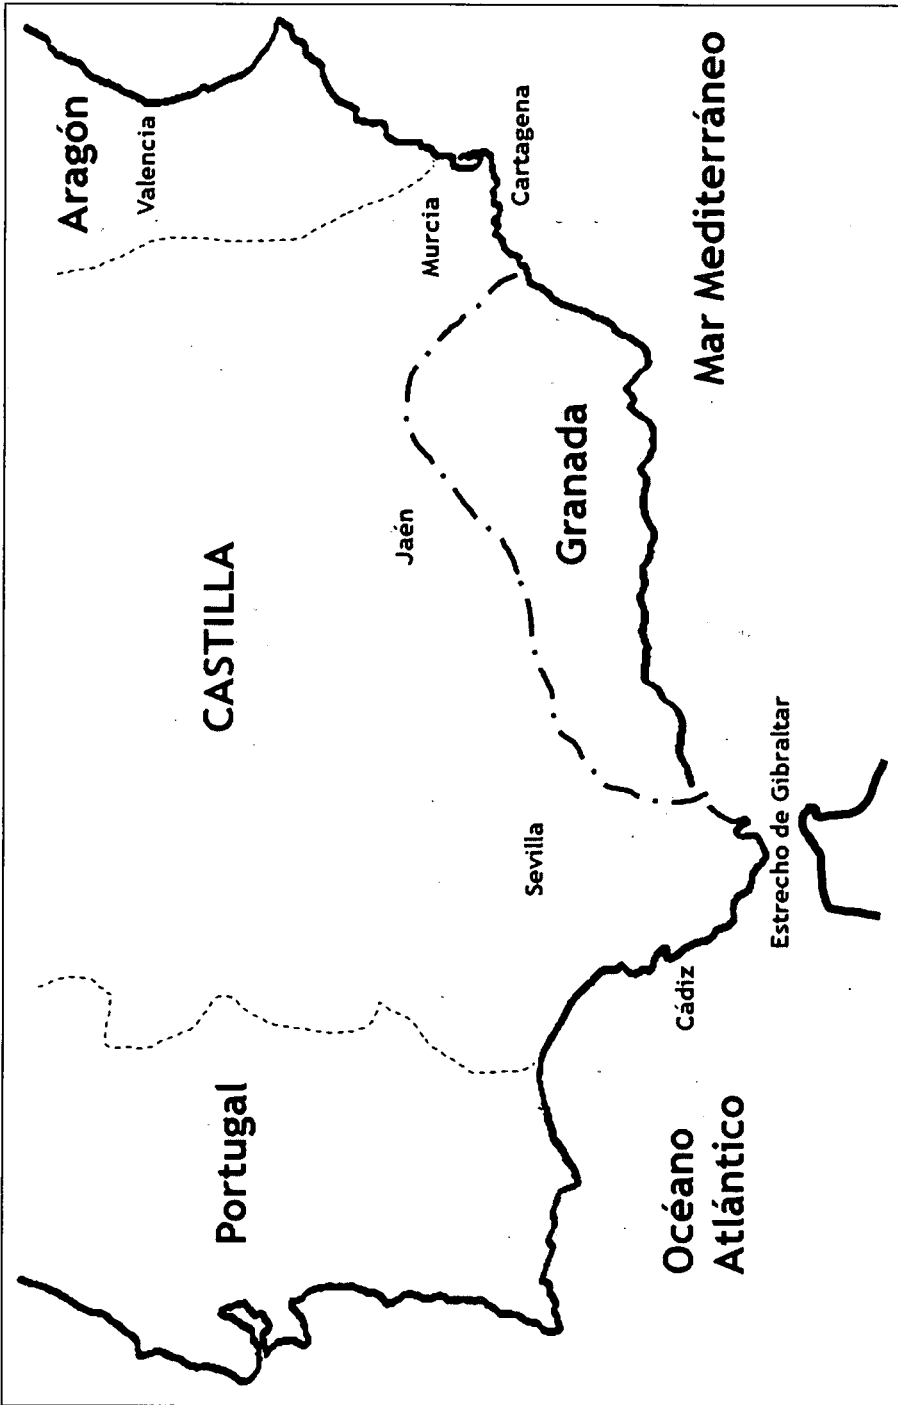 Aragón
Valencia
CASTILLA
Portugal
Murcia
Cartagena
Jaén
Granada
Sevilla
Cádiz
Mar Mediterráneo
Océano
Atlántico
Estrecho de Gibraltar